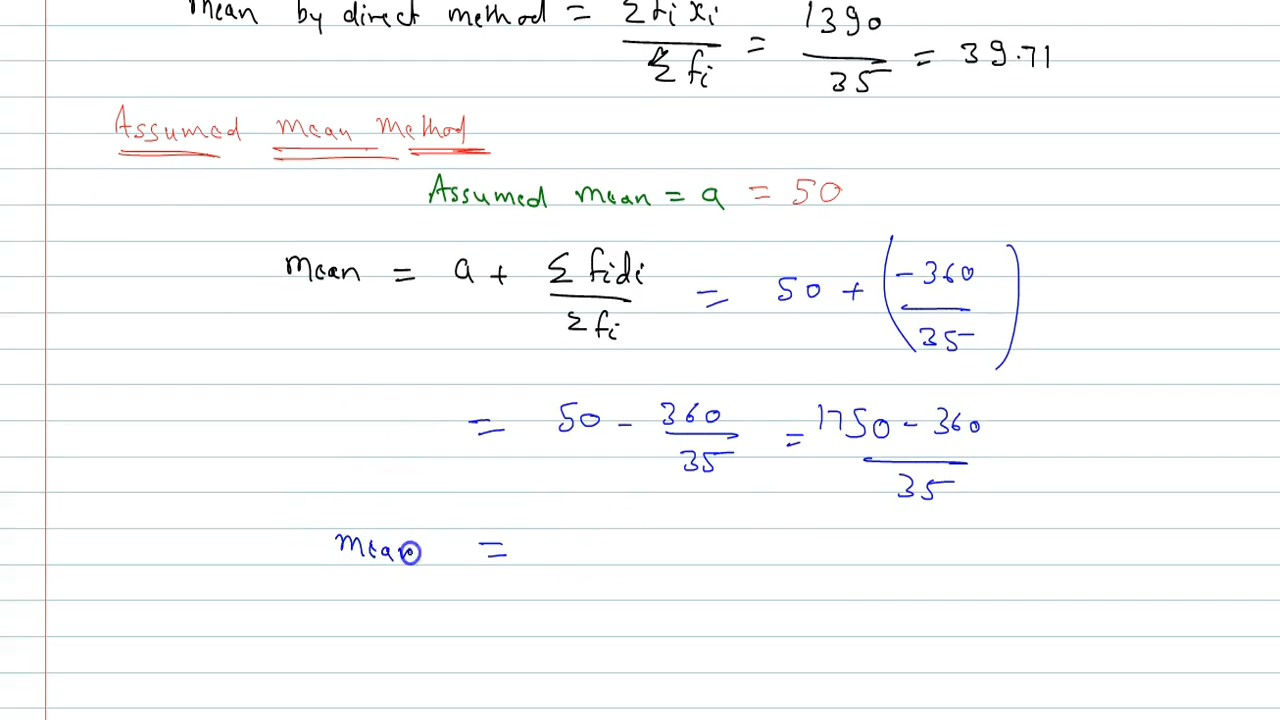 Mean by direct method = Σfixi / Σfi = 1390 / 35 = 39.71
Assumed mean Method
Assumed mean = a = 50
mean = a + Σfidi / Σfi = 50 + (-360 / 35)
= 50 - 360 / 35 = 1750 - 360 / 35
mean =